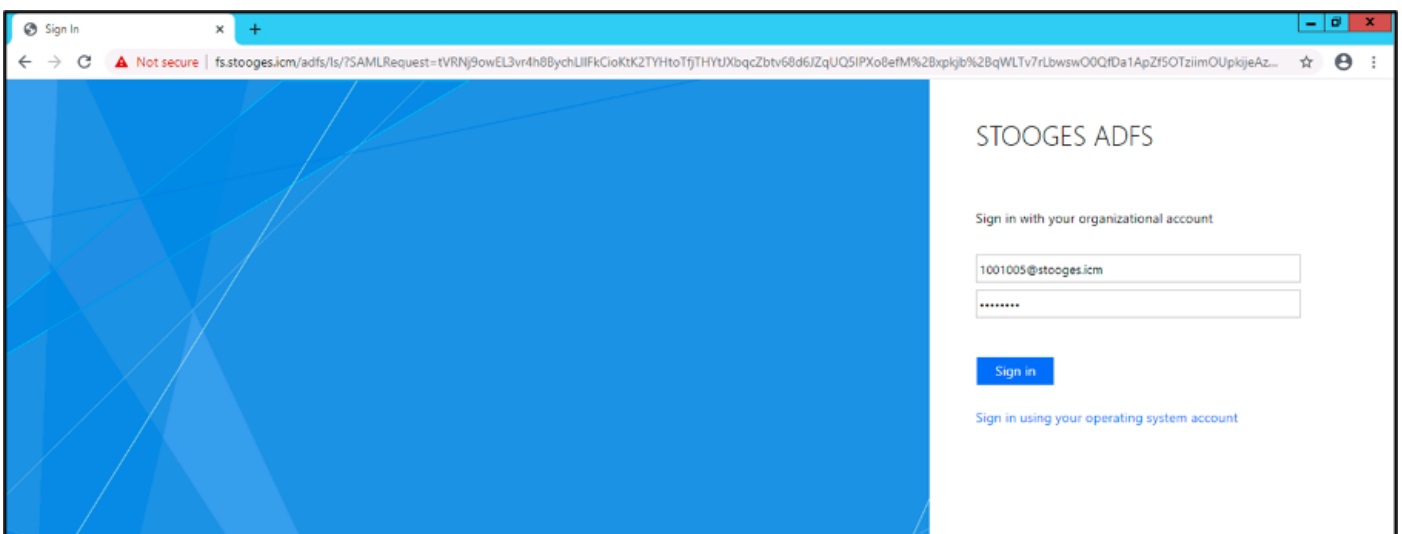 Sign In
Not secure fs.stooges.icm/adfs/ls/?SAMLRequest=tVRNj9owEL3vr4h8BychLIIFkCioKtK2TYHtoTfjTHYtJXbqcZbtv68d6JZqUQ5IPXo8efM%2Bxpkjb%2BqWLTv7rLbwswO0QfDa1ApZf5OTziimOUpkijeAz...
STOOGES ADFS
Sign in with your organizational account
1001005@stooges.icm
••••••••
Sign in
Sign in using your operating system account